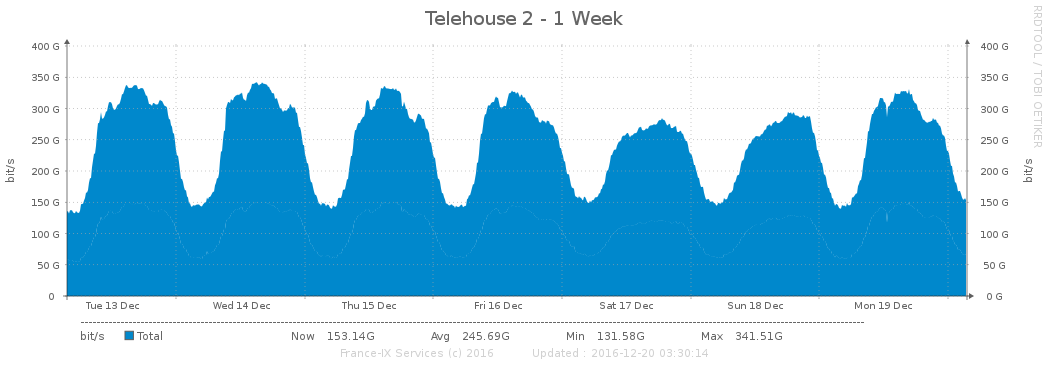 Telehouse 2 - 1 Week
RRDTOOL / TOBI OETIKER
400 G 400 G
350 G 350 G
300 G 300 G
250 G 250 G
200 G 200 G
150 G 150 G
100 G 100 G
50 G 50 G
0 0 G
bit/s bit/s
Tue 13 Dec Wed 14 Dec Thu 15 Dec Fri 16 Dec Sat 17 Dec Sun 18 Dec Mon 19 Dec
bit/s Total Now 153.14G Avg 245.69G Min 131.58G Max 341.51G
France-IX Services (c) 2016 Updated : 2016-12-20 03:30:14